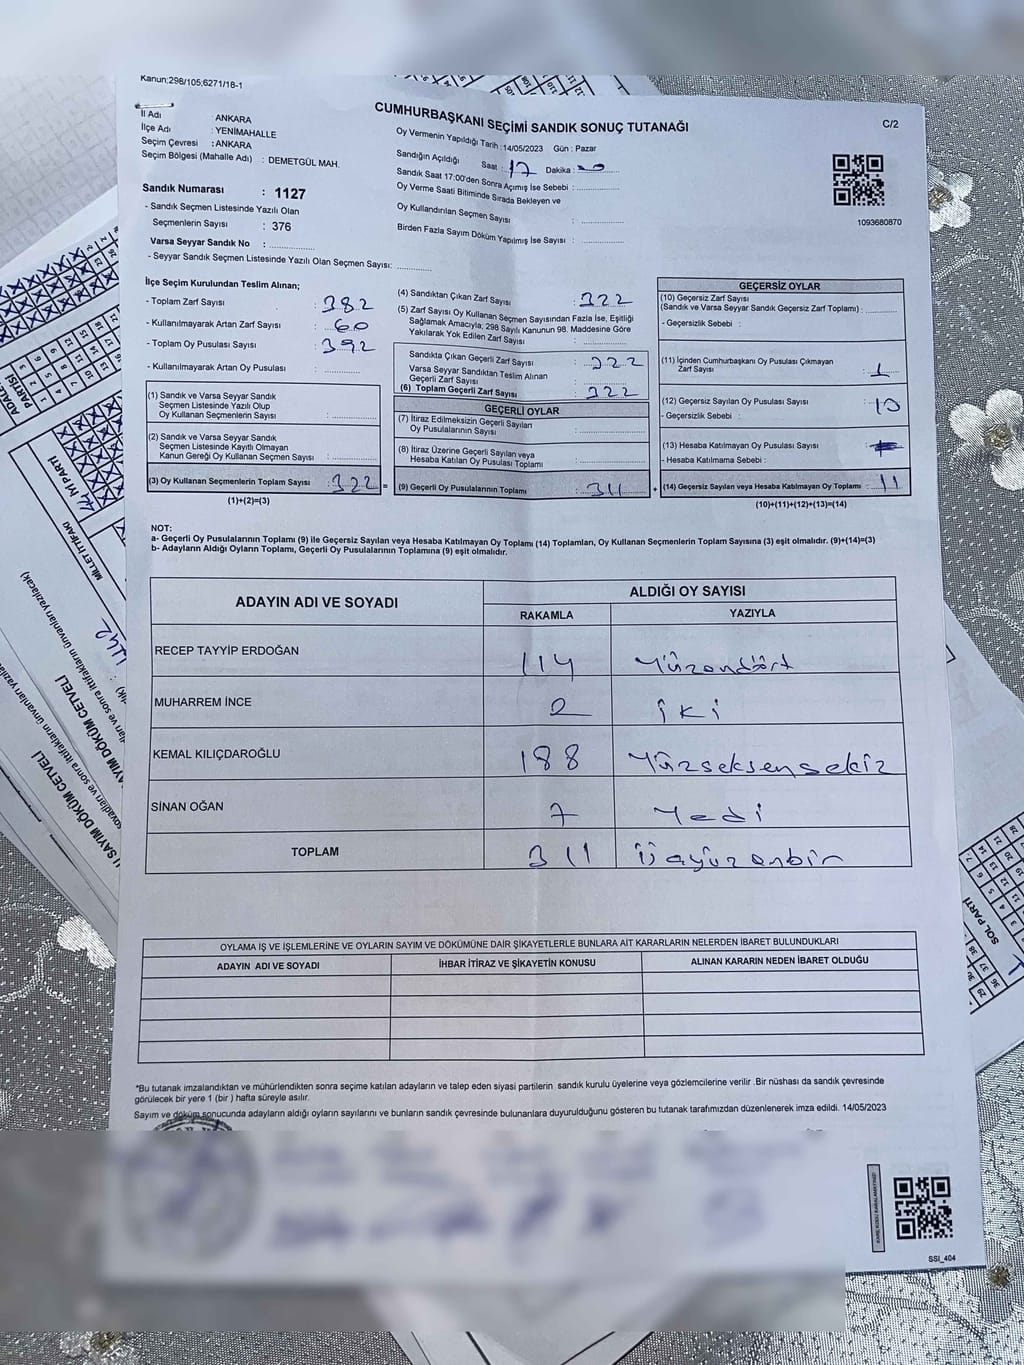 Kanun;298/105;6271/18-1
CUMHURBAŞKANI SEÇİMİ SANDIK SONUÇ TUTANAĞI
C/2
İl Adı ANKARA
İlçe Adı : YENİMAHALLE
Seçim Çevresi : ANKARA
Seçim Bölgesi (Mahalle Adı) : DEMETGÜL MAH.
Sandık Numarası : 1127
- Sandık Seçmen Listesinde Yazılı Olan
Seçmenlerin Sayısı : 376
Varsa Seyyar Sandık No : ..............
- Seyyar Sandık Seçmen Listesinde Yazılı Olan Seçmen Sayısı: ............
Oy Vermenin Yapıldığı Tarih : 14/05/2023 Gün : Pazar
Sandığın Açıldığı Saat : 17 Dakika :
Sandık Saat 17:00'den Sonra Açımış İse Sebebi : ..............
Oy Verme Saati Bitiminde Sırada Bekleyen ve
Oy Kullandırılan Seçmen Sayısı : ..............
Birden Fazla Sayım Döküm Yapılmış İse Sayısı : ..............
1093680870
İlçe Seçim Kurulundan Teslim Alınan;
- Toplam Zarf Sayısı : 382
- Kullanılmayarak Artan Zarf Sayısı : 60
- Toplam Oy Pusulası Sayısı : 392
- Kullanılmayarak Artan Oy Pusulası : ............
(1) Sandık ve Varsa Seyyar Sandık
Seçmen Listesinde Yazılı Olup
Oy Kullanan Seçmenlerin Sayısı : ..............
(2) Sandık ve Varsa Seyyar Sandık
Seçmen Listesinde Kayıtlı Olmayan
Kanun Gereği Oy Kullanan Seçmen Sayısı : ..............
(3) Oy Kullanan Seçmenlerin Toplam Sayısı : 322 =
(1)+(2)=(3)
(4) Sandıktan Çıkan Zarf Sayısı : 322
(5) Zarf Sayısı Oy Kullanan Seçmen Sayısından Fazla İse, Eşitliği
Sağlamak Amacıyla; 298 Sayılı Kanunun 98. Maddesine Göre
Yakılarak Yok Edilen Zarf Sayısı : ..............
Sandıkta Çıkan Geçerli Zarf Sayısı : 322
Varsa Seyyar Sandıktan Teslim Alınan
Geçerli Zarf Sayısı : ..............
(6) Toplam Geçerli Zarf Sayısı : 322
GEÇERLİ OYLAR
(7) İtiraz Edilmeksizin Geçerli Sayılan
Oy Pusulalarının Sayısı : ..............
(8) İtiraz Üzerine Geçerli Sayılan veya
Hesaba Katılan Oy Pusulası Toplamı : ..............
(9) Geçerli Oy Pusulalarının Toplamı : 311 +
GEÇERSİZ OYLAR
(10) Geçersiz Zarf Sayısı
(Sandık ve Varsa Seyyar Sandık Geçersiz Zarf Toplamı) : ..........
- Geçersizlik Sebebi :
(11) İçinden Cumhurbaşkanı Oy Pusulası Çıkmayan
Zarf Sayısı : 1
(12) Geçersiz Sayılan Oy Pusulası Sayısı : 10
- Geçersizlik Sebebi :
(13) Hesaba Katılmayan Oy Pusulası Sayısı :
- Hesaba Katılmama Sebebi :
(14) Geçersiz Sayılan veya Hesaba Katılmayan Oy Toplamı : 11
(10)+(11)+(12)+(13)=(14)
NOT:
a- Geçerli Oy Pusulalarının Toplamı (9) ile Geçersiz Sayılan veya Hesaba Katılmayan Oy Toplamı (14) Toplamları, Oy Kullanan Seçmenlerin Toplam Sayısına (3) eşit olmalıdır. (9)+(14)=(3)
b- Adayların Aldığı Oyların Toplamı, Geçerli Oy Pusulalarının Toplamına (9) eşit olmalıdır.
ADAYIN ADI VE SOYADI
ALDIĞI OY SAYISI
RAKAMLA YAZIYLA
RECEP TAYYİP ERDOĞAN 114 Yüzondört
MUHARREM İNCE 2 iki
KEMAL KILIÇDAROĞLU 188 Yüzseksensekiz
SİNAN OĞAN 7 Yedi
TOPLAM 311 Üçyüzonbir
OYLAMA İŞ VE İŞLEMLERİNE VE OYLARIN SAYIM VE DÖKÜMÜNE DAİR ŞİKAYETLERLE BUNLARA AİT KARARLARIN NELERDEN İBARET BULUNDUKLARI
ADAYIN ADI VE SOYADI İHBAR İTİRAZ VE ŞİKAYETİN KONUSU ALINAN KARARIN NEDEN İBARET OLDUĞU
*Bu tutanak imzalandıktan ve mühürlendikten sonra seçime katılan adayların ve talep eden siyasi partilerin sandık kurulu üyelerine veya gözlemcilerine verilir .Bir nüshası da sandık çevresinde
görülecek bir yere 1 (bir ) hafta süreyle asılır.
Sayım ve döküm sonucunda adayların aldığı oyların sayılarını ve bunların sandık çevresinde bulunanlara duyurulduğunu gösteren bu tutanak tarafımızdan düzenlenerek imza edildi. 14/05/2023
SSI_404
PARTİSİ
İYİ PARTİ
MİLLET İTTİFAKI
SAYIM DÖKÜM CETVELİ
SOL PARTİ